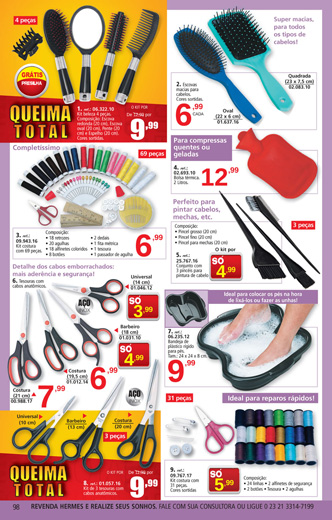 4 peças
GRÁTIS
PRESILHA
QUEIMA
TOTAL
1. ref.: 06.322.10
Kit beleza 4 peças.
Composição: Escova
redonda (20 cm), Escova
oval (20 cm), Pente (20
cm) e Espelho (20 cm).
Cores sortidas.
O KIT POR
9,99
Super macias,
para todos
os tipos de
cabelos!
2. Escovas
macias para
cabelos.
Cores sortidas.
6,99
CADA
Quadrada
(23 x 7,5 cm)
02.083.10
Oval
(22 x 6 cm)
01.637.16
Completíssimo
69 peças
3. ref.:
09.943.16
Kit costura
com 69 peças.
Composição:
• 18 retroses
• 20 agulhas
• 18 alfinetes coloridos
• 8 botões
• 2 dedais
• 1 fita métrica
• 1 tesoura
• 1 passador de agulha
6,99
Para compressas
quentes ou
geladas
4. ref.:
02.693.10
Bolsa térmica
2 Litros.
12,99
Perfeito para
pintar cabelos,
mechas, etc.
3 peças
Composição:
• Pincel grosso (20 cm)
• Pincel fino (20 cm)
• Pincel para mechas (20 cm)
5. ref.:
25.767.16
Conjunto com
3 pincéis para
pintura de cabelo
O kit por
SÓ
4,99
Detalhe dos cabos emborrachados:
mais aderência e segurança!
6. Tesouras com
cabos anatômicos.
AÇO
Universal
(14 cm)
01.046.12
SÓ
3,99
Barbeiro
(18 cm)
01.031.10
SÓ
4,99
Costura
(19,5 cm)
01.012.14
6,99
Costura
(21 cm)
00.988.17
7,99
Ideal para colocar os pés na hora
de fixá-los ou fazer as unhas!
7. ref.:
06.235.12
Bandeja de
plástico rígido
para pés.
Tam.: 24 x 24 x 8 cm.
9,99
Universal
(10 cm)
Barbeiro
(13 cm)
Costura
(20 cm)
3 peças
AÇO
QUEIMA
TOTAL
8. ref.: 01.057.16
Kit de 3 tesouras com
cabos anatômicos.
O KIT POR
9,99
31 peças
Ideal para reparos rápidos!
9. ref.:
09.767.17
Kit costura com
31 peças.
Cores sortidas.
SÓ
5,99
Composição:
• 24 linhas
• 4 agulhas
• 1 tesoura
• 2 alfinetes de segurança
98 REVENDA HERMES E REALIZE SEUS SONHOS. FALE COM SUA CONSULTORA OU LIGUE 0 23 21 3314-7199